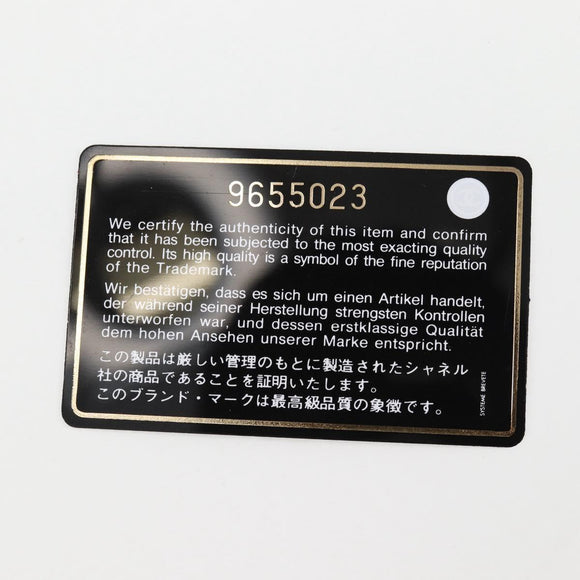 9655023
We certify the authenticity of this item and confirm
that it has been subjected to the most exacting quality
control. Its high quality is a symbol of the fine reputation
of the Trademark.
Wir bestätigen, dass es sich um einen Artikel handelt,
der während seiner Herstellung strengsten Kontrollen
unterworfen war, und dessen erstklassige Qualität
dem hohen Ansehen unserer Marke entspricht.
この製品は厳しい管理のもとに製造されたシャネル
社の商品であることを証明いたします。
このブランド・マークは最高級品質の象徴です。
SYSTEME BREVETE